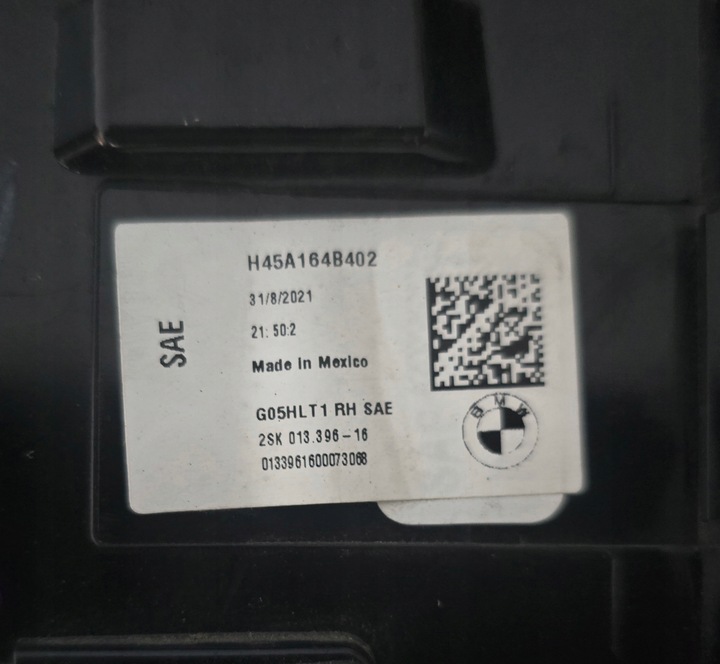 SAE
H45A164B402
31/8/2021
21:50:2
Made in Mexico
G05HLT1 RH SAE
2SK 013.396-16
0133961600073068
BMW